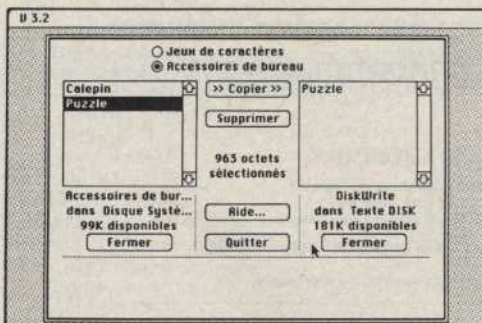 V 3.2
Jeux de caractères
Accessoires de bureau
Calepin
Puzzle
>> Copier >>
Supprimer
963 octets
sélectionnés
Puzzle
Accessoires de bur...
dans Disque Systè...
99K disponibles
Fermer
Aide...
Quitter
DiskWrite
dans Texte DISK
181K disponibles
Fermer